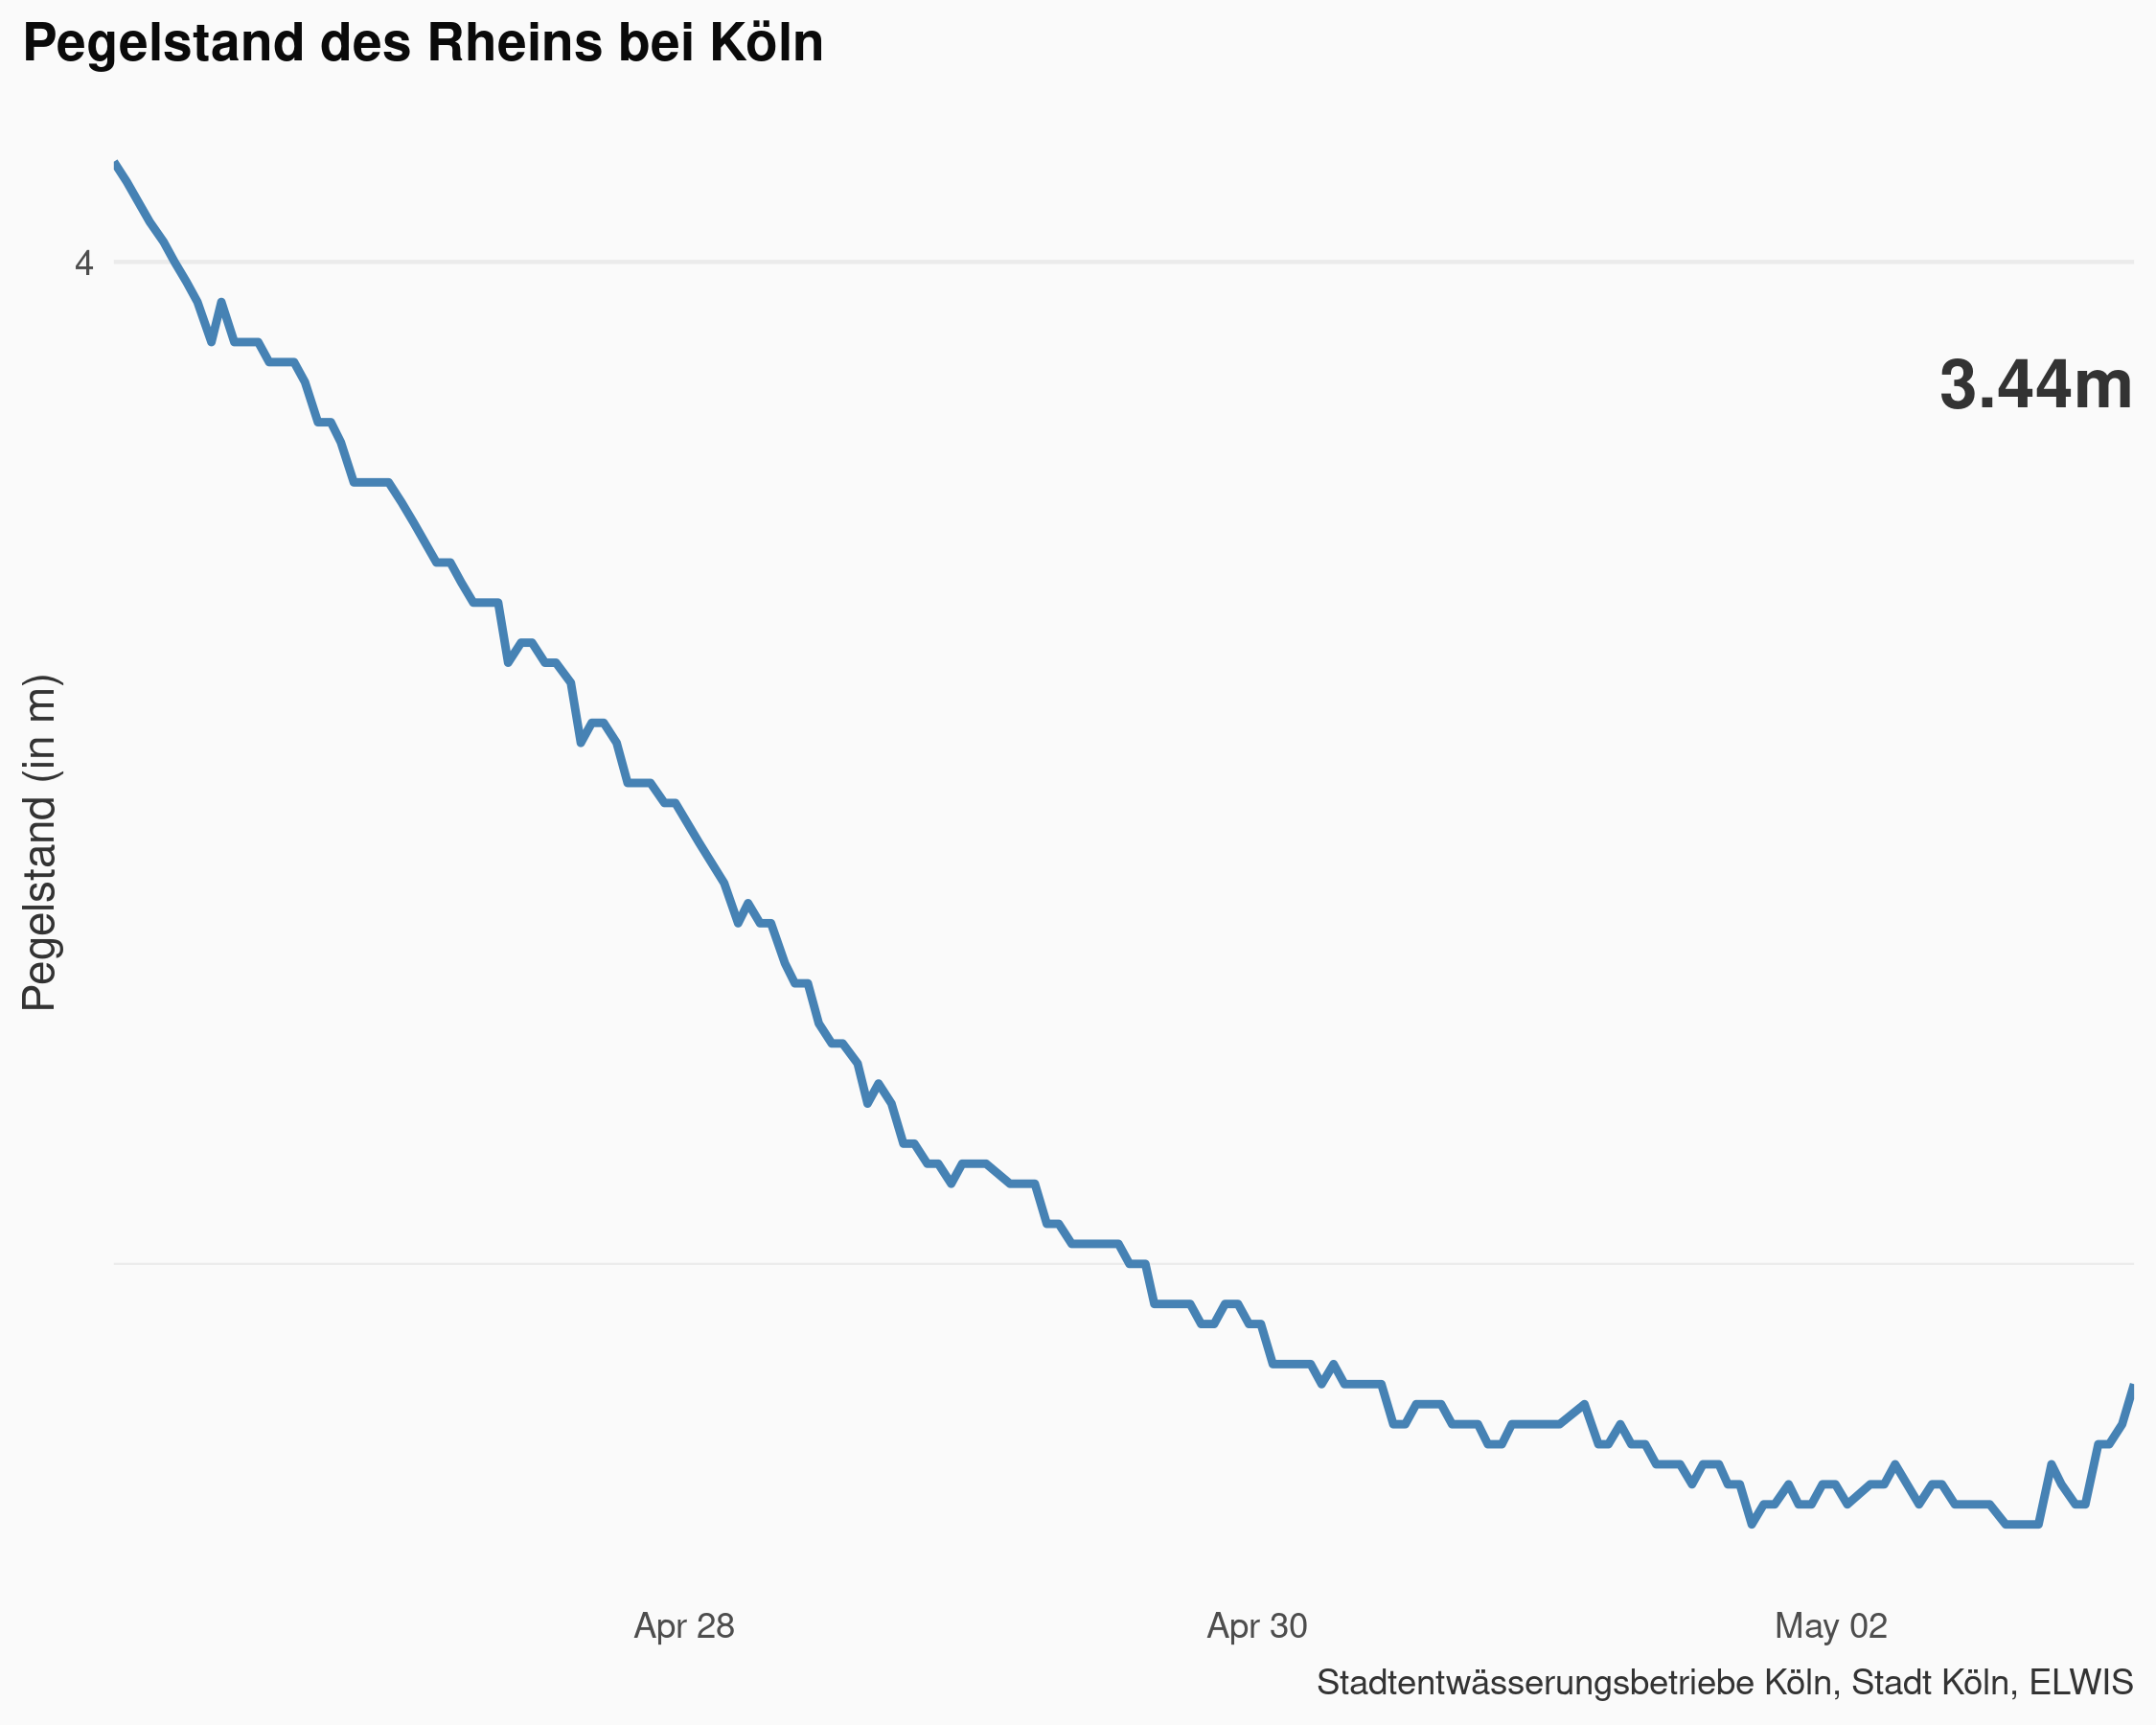 Pegelstand des Rheins bei Köln
4
3.44m
Pegelstand (in m)
Apr 28
Apr 30
May 02
Stadtentwässerungsbetriebe Köln, Stadt Köln, ELWIS